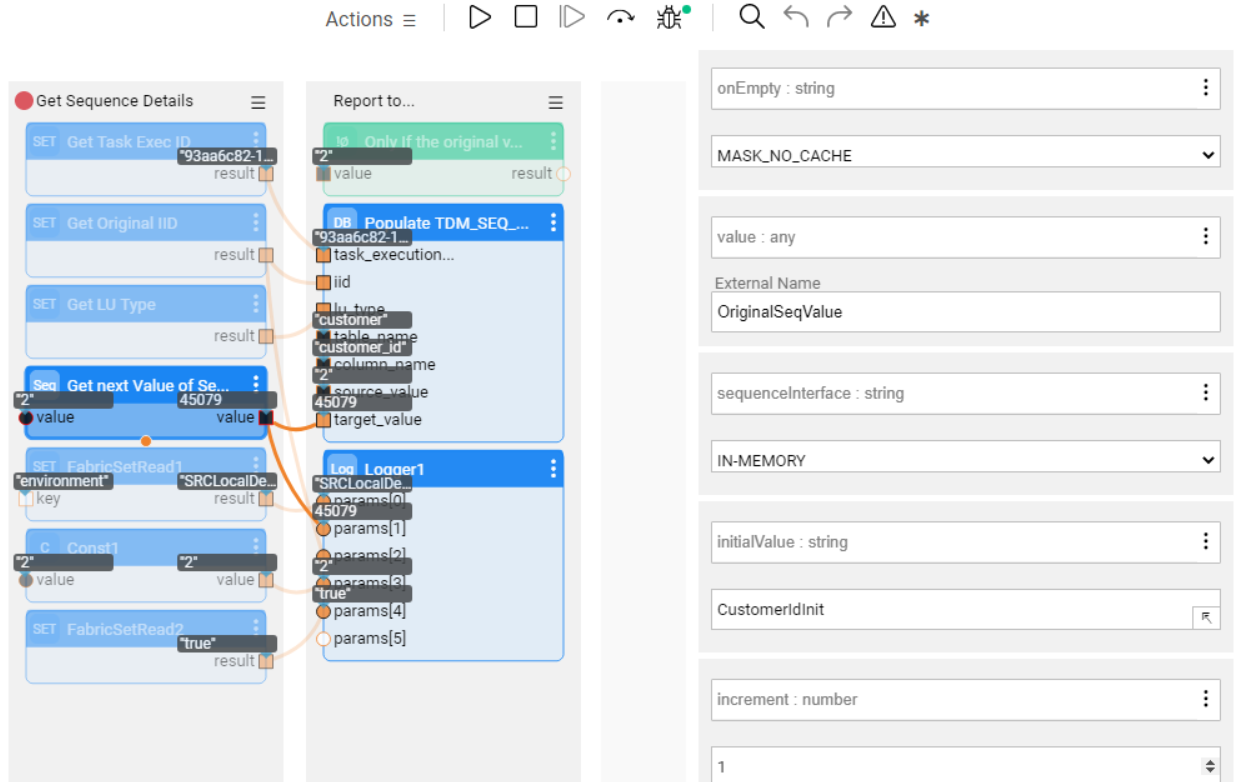 Actions
Get Sequence Details
SET Get Task Exec ID
"93aa6c82-1...
result
SET Get Original IID
result
SET Get LU Type
result
Seq Get next Value of Se...
"2" 45079
value value
SET FabricSetRead1
"environment" "SRCLocalDe...
key result
C Const1
"2" "2"
value value
SET FabricSetRead2
"true"
result
Report to...
Only If the original v...
"2"
value result
DB Populate TDM_SEQ_...
"93aa6c82-1...
task_execution...
iid
lu_type
"customer"
table_name
"customer_id"
column_name
"2"
source_value
45079
target_value
Log Logger1
"SRCLocalDe...
params[0]
45079
params[1]
params[2]
"2"
params[3]
"true"
params[4]
params[5]
onEmpty : string
MASK_NO_CACHE
value : any
External Name
OriginalSeqValue
sequenceInterface : string
IN-MEMORY
initialValue : string
CustomerIdInit
increment : number
1